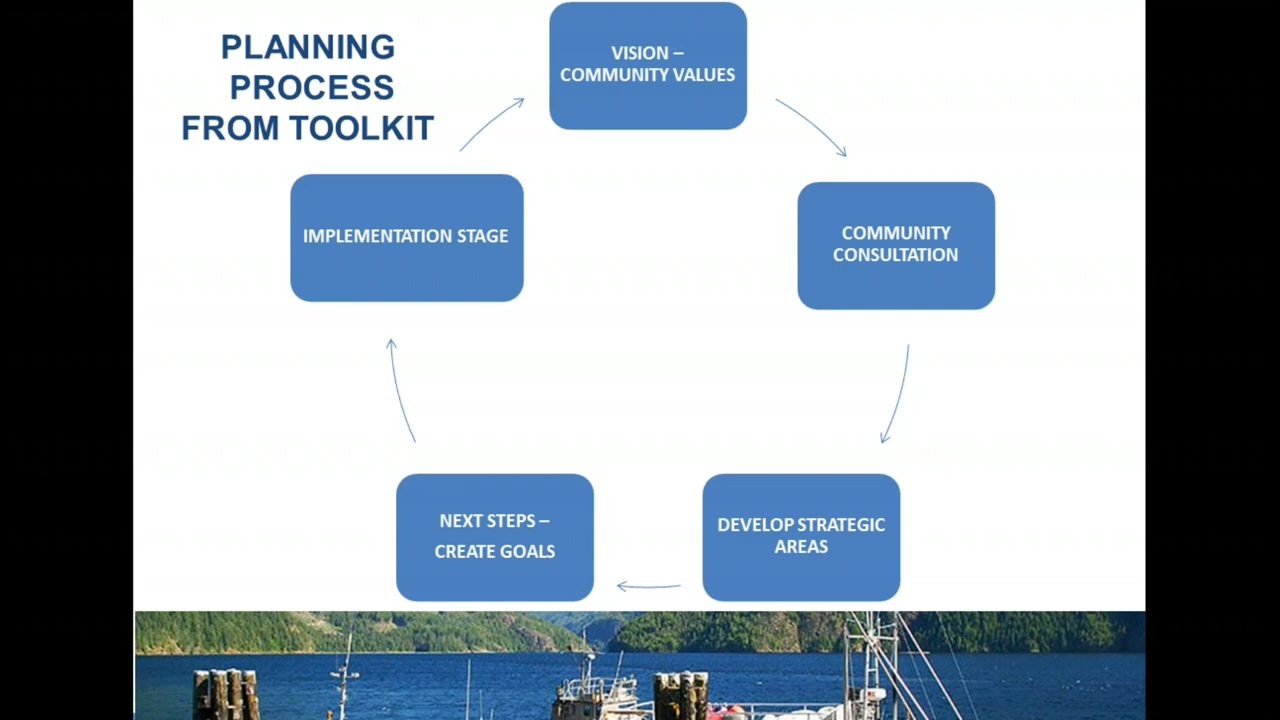 PLANNING
PROCESS
FROM TOOLKIT
VISION –
COMMUNITY VALUES
COMMUNITY
CONSULTATION
DEVELOP STRATEGIC
AREAS
NEXT STEPS –
CREATE GOALS
IMPLEMENTATION STAGE